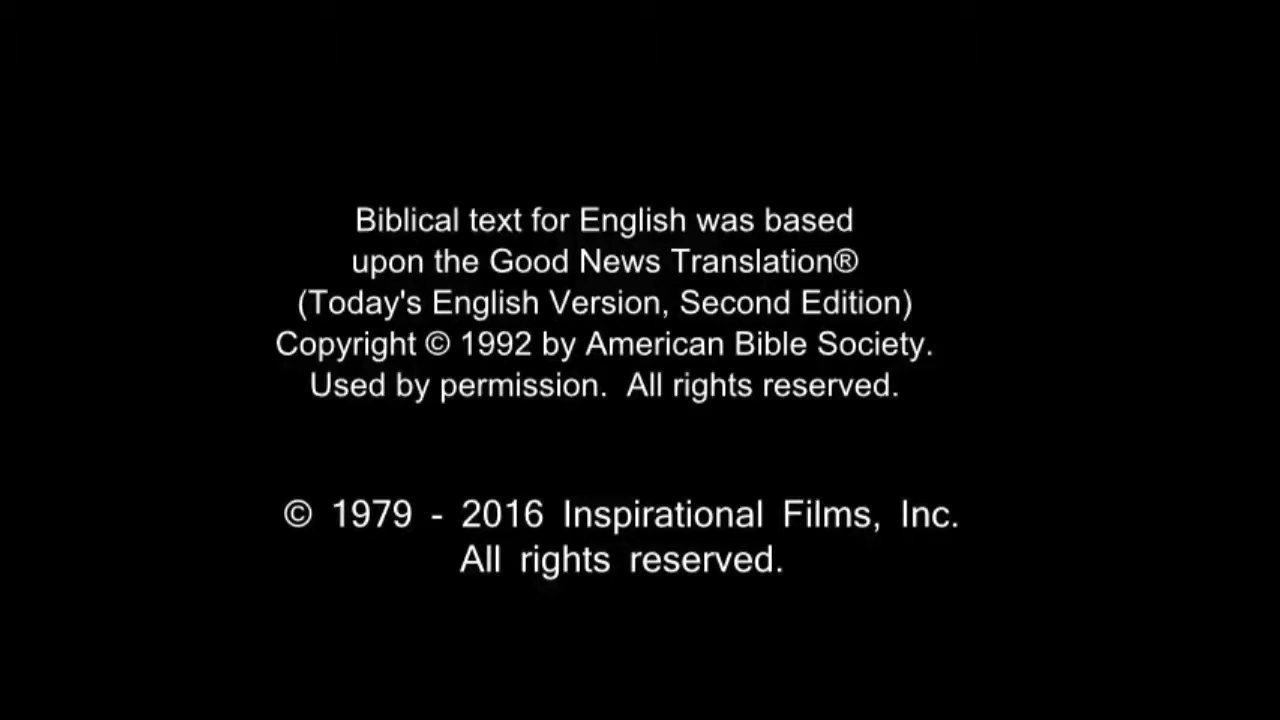 Biblical text for English was based
upon the Good News Translation®
(Today's English Version, Second Edition)
Copyright © 1992 by American Bible Society.
Used by permission.  All rights reserved.
© 1979 - 2016 Inspirational Films, Inc.
All rights reserved.